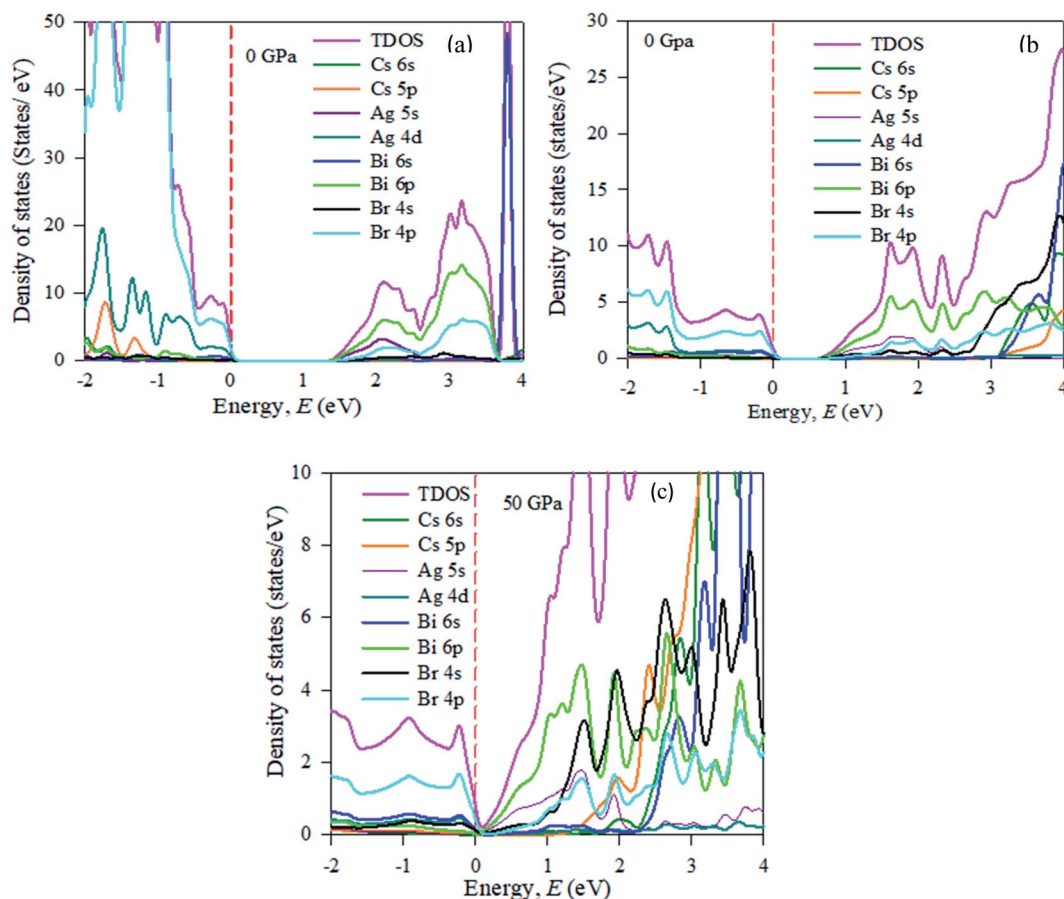 50
40
30
20
10
0
Density of states (States/ eV)
0 GPa
(a)
TDOS
Cs 6s
Cs 5p
Ag 5s
Ag 4d
Bi 6s
Bi 6p
Br 4s
Br 4p
-2 -1 0 1 2 3 4
Energy, E (eV)
30
25
20
15
10
5
0
Density of states (states/eV)
0 Gpa
(b)
TDOS
Cs 6s
Cs 5p
Ag 5s
Ag 4d
Bi 6s
Bi 6p
Br 4s
Br 4p
-2 -1 0 1 2 3 4
Energy, E (eV)
10
8
6
4
2
0
Density of states (states/eV)
TDOS
Cs 6s
Cs 5p
Ag 5s
Ag 4d
Bi 6s
Bi 6p
Br 4s
Br 4p
50 GPa
(c)
-2 -1 0 1 2 3 4
Energy, E (eV)